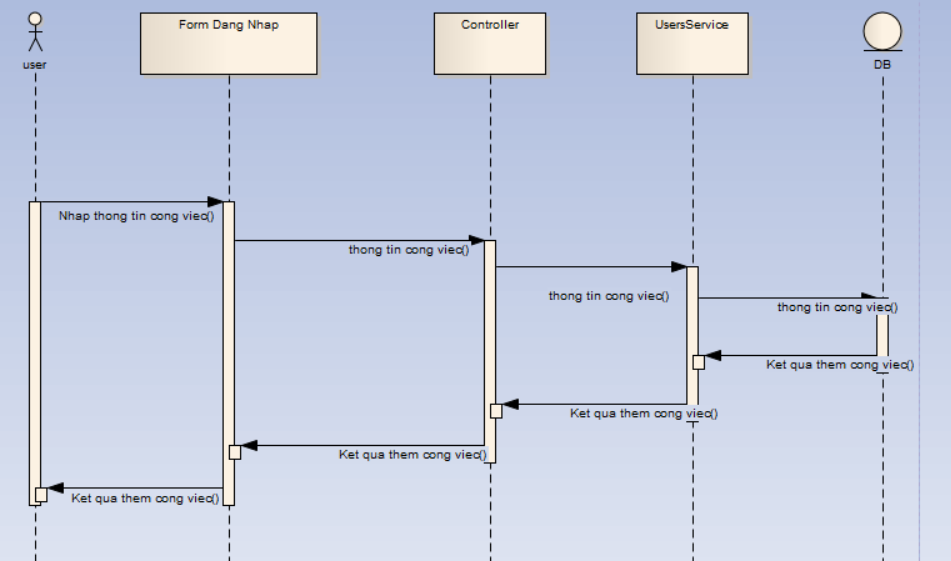 Form Dang Nhap
Controller
UsersService
user
DB
Nhap thong tin cong viec()
thong tin cong viec()
thong tin cong viec()
thong tin cong viec()
Ket qua them cong viec()
Ket qua them cong viec()
Ket qua them cong viec()
Ket qua them cong viec()